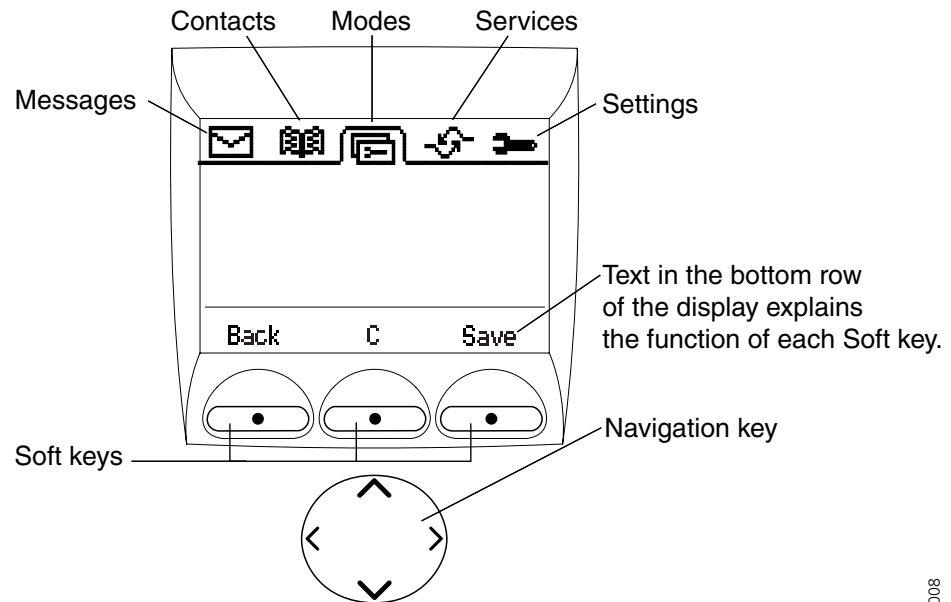 Contacts Modes Services
Messages
Settings
Text in the bottom row
of the display explains
the function of each Soft key.
Back C Save
Navigation key
Soft keys
008